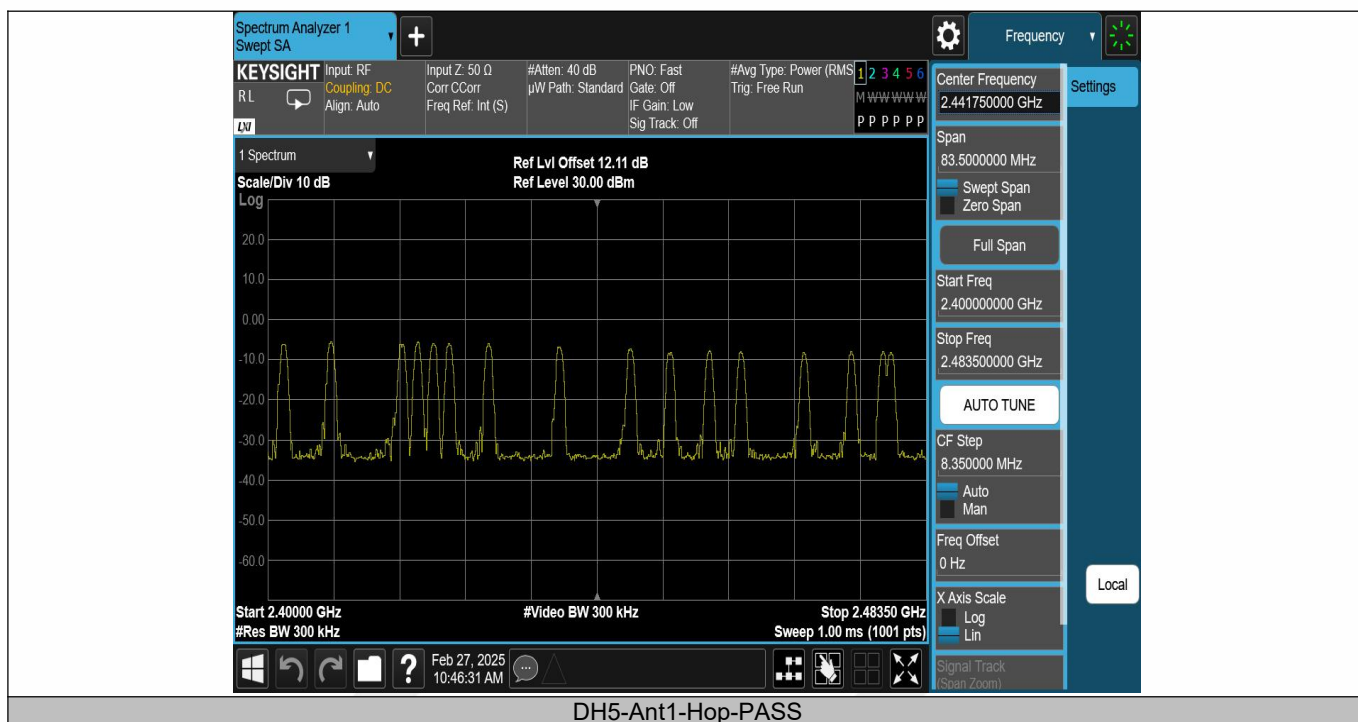 Spectrum Analyzer 1
Swept SA
+
Frequency
KEYSIGHT
R L
LXI
Input: RF
Coupling: DC
Align: Auto
Input Z: 50 Ω
Corr CCorr
Freq Ref: Int (S)
#Atten: 40 dB
µW Path: Standard
PNO: Fast
Gate: Off
IF Gain: Low
Sig Track: Off
#Avg Type: Power (RMS
Trig: Free Run
1 2 3 4 5 6
M W W W W W
P P P P P P
1 Spectrum
Scale/Div 10 dB
Log
Ref Lvl Offset 12.11 dB
Ref Level 30.00 dBm
20.0
10.0
0.00
-10.0
-20.0
-30.0
-40.0
-50.0
-60.0
Start 2.40000 GHz
#Res BW 300 kHz
#Video BW 300 kHz
Stop 2.48350 GHz
Sweep 1.00 ms (1001 pts)
Center Frequency
2.441750000 GHz
Settings
Span
83.5000000 MHz
Swept Span
Zero Span
Full Span
Start Freq
2.400000000 GHz
Stop Freq
2.483500000 GHz
AUTO TUNE
CF Step
8.350000 MHz
Auto
Man
Freq Offset
0 Hz
X Axis Scale
Log
Lin
Local
Signal Track
(Span Zoom)
?
Feb 27, 2025
10:46:31 AM
DH5-Ant1-Hop-PASS